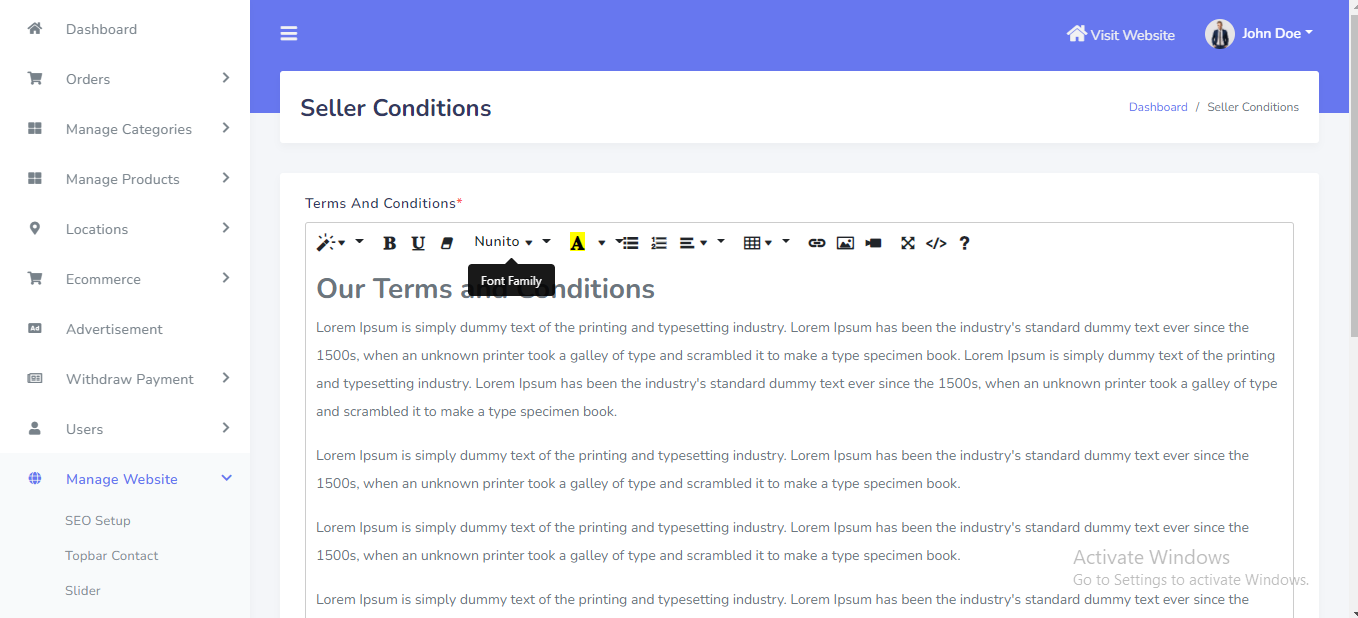 Dashboard
Orders
Manage Categories
Manage Products
Locations
Ecommerce
Ad
Advertisement
Withdraw Payment
Users
Manage Website
SEO Setup
Topbar Contact
Slider
Visit Website
John Doe
Seller Conditions
Dashboard / Seller Conditions
Terms And Conditions*
B U Nunito A </> ?
Font Family
Our Terms and Conditions
Lorem Ipsum is simply dummy text of the printing and typesetting industry. Lorem Ipsum has been the industry's standard dummy text ever since the
1500s, when an unknown printer took a galley of type and scrambled it to make a type specimen book. Lorem Ipsum is simply dummy text of the printing
and typesetting industry. Lorem Ipsum has been the industry's standard dummy text ever since the 1500s, when an unknown printer took a galley of type
and scrambled it to make a type specimen book.
Lorem Ipsum is simply dummy text of the printing and typesetting industry. Lorem Ipsum has been the industry's standard dummy text ever since the
1500s, when an unknown printer took a galley of type and scrambled it to make a type specimen book.
Lorem Ipsum is simply dummy text of the printing and typesetting industry. Lorem Ipsum has been the industry's standard dummy text ever since the
1500s, when an unknown printer took a galley of type and scrambled it to make a type specimen book.
Lorem Ipsum is simply dummy text of the printing and typesetting industry. Lorem Ipsum has been the industry's standard dummy text ever since the
Activate Windows
Go to Settings to activate Windows.